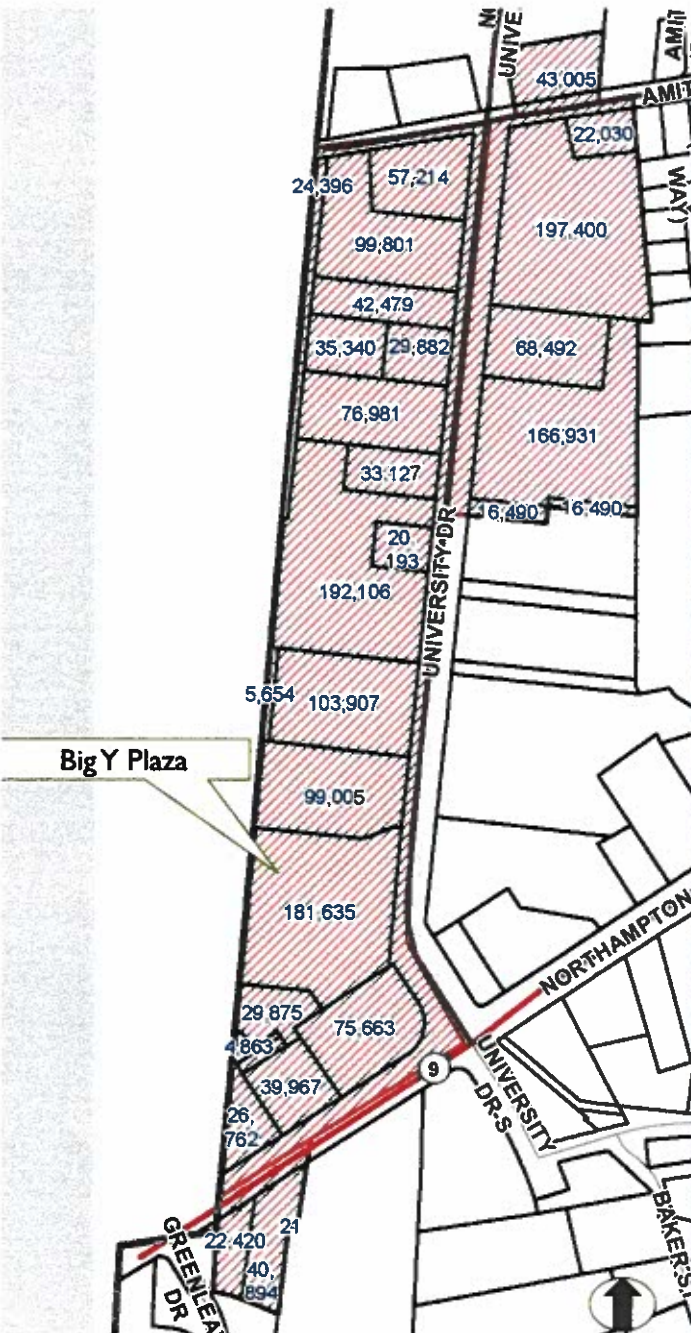 UNIVE
AMIT
43,005
AMIT
22,030
WAY)
24,396
57,214
197,400
99,801
42,479
35,340
29,882
68,492
76,981
166,931
33,127
16,490
16,490
20
193
UNIVERSITY DR
192,106
5,654
103,907
Big Y Plaza
99,005
181,635
NORTHAMPTON
29,875
75,663
4,863
9
39,967
UNIVERSITY
DR-S
26,
762
21
22,420
40,
894
GREENLEA
DR
BAKER'S